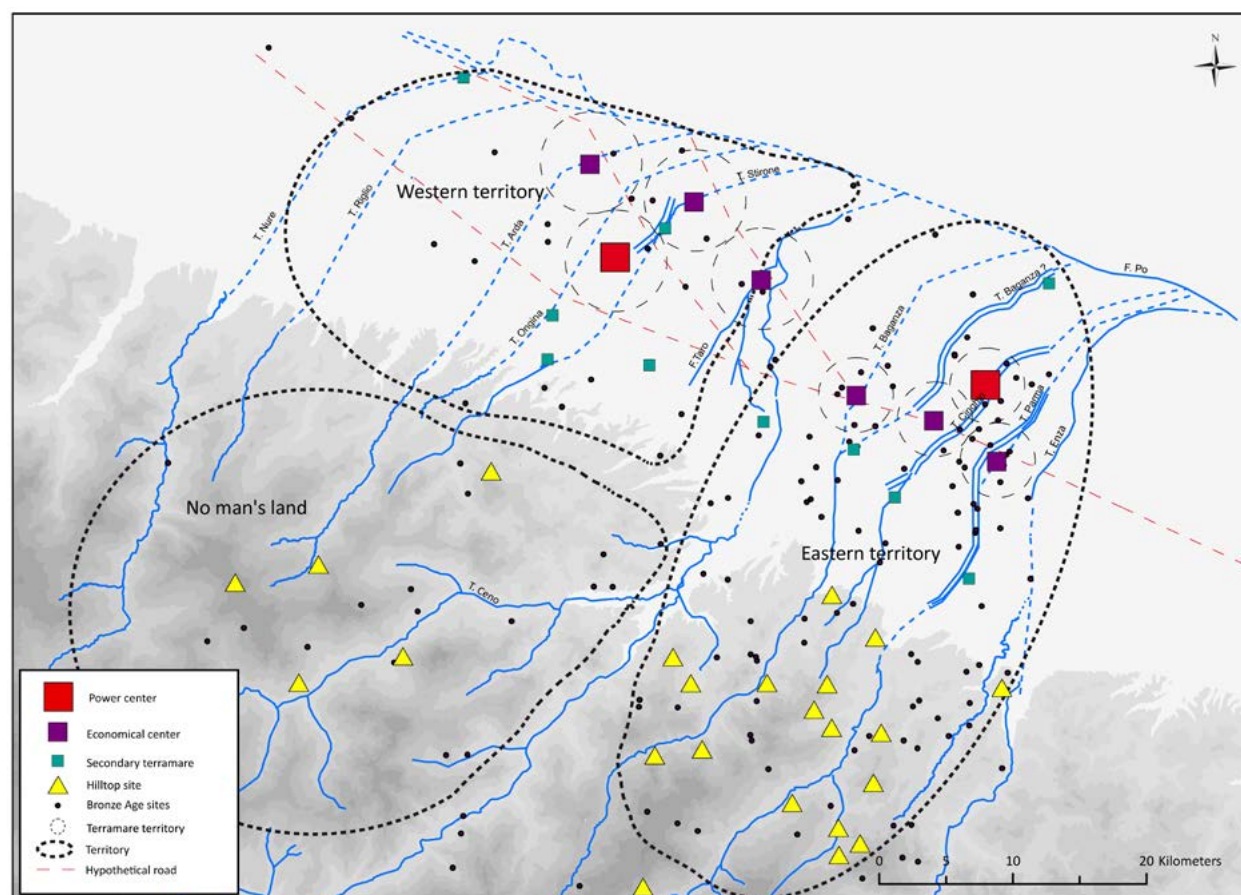 N
Western territory
T. Stirone
T. Nure
T. Riglio
T. Arda
T. Ongina
F. Taro
T. Baganza
T. Baganza ?
F. Po
T. Parma
T. Enza
No man's land
Eastern territory
T. Ceno
Power center
Economical center
Secondary terramare
Hilltop site
Bronze Age sites
Terramare territory
Territory
Hypothetical road
0 5 10 20 Kilometers